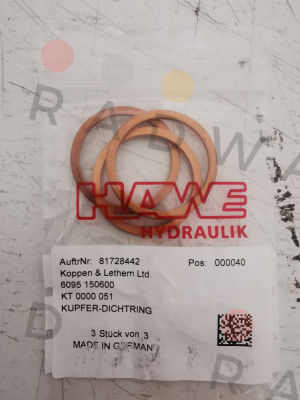 RADWA
HAWE
HYDRAULIK
AuftrNr: 81728442 Pos: 000040
Koppen & Lethem Ltd.
6095 150600
KT 0000 051
KUPFER-DICHTRING
3 Stück von 3
MADE IN GERMANY